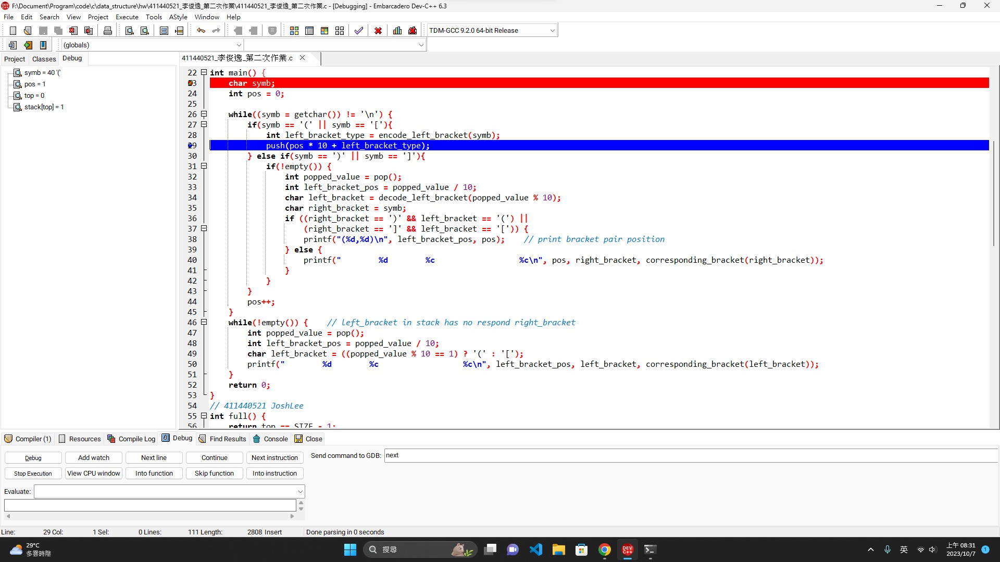 F:\Document\Program\code\c\data_structure\hw\411440521_李俊逸_第二次作業\411440521_李俊逸_第二次作業.c - [Debugging] - Embarcadero Dev-C++ 6.3
File Edit Search View Project Execute Tools AStyle Window Help
TDM-GCC 9.2.0 64-bit Release
(globals)
Project Classes Debug
411440521_李俊逸_第二次作業.c
symb = 40 '('
pos = 1
top = 0
stack[top] = 1
22 int main() {
23     char symb;
24     int pos = 0;
25
26     while((symb = getchar()) != '\n') {
27         if(symb == '(' || symb == '['){
28             int left_bracket_type = encode_left_bracket(symb);
29             push(pos * 10 + left_bracket_type);
30         } else if(symb == ')' || symb == ']'){
31             if(!empty()) {
32                 int popped_value = pop();
33                 int left_bracket_pos = popped_value / 10;
34                 char left_bracket = decode_left_bracket(popped_value % 10);
35                 char right_bracket = symb;
36                 if ((right_bracket == ')' && left_bracket == '(') ||
37                     (right_bracket == ']' && left_bracket == '[')) {
38                     printf("(%d,%d)\n", left_bracket_pos, pos);    // print bracket pair position
39                 } else {
40                     printf("        %d        %c                  %c\n", pos, right_bracket, corresponding_bracket(right_bracket));
41                 }
42             }
43         }
44         pos++;
45     }
46     while(!empty()) {    // left_bracket in stack has no respond right_bracket
47         int popped_value = pop();
48         int left_bracket_pos = popped_value / 10;
49         char left_bracket = ((popped_value % 10 == 1) ? '(' : '[');
50         printf("        %d        %c                  %c\n", left_bracket_pos, left_bracket, corresponding_bracket(left_bracket));
51     }
52     return 0;
53 }
54 // 411440521 JoshLee
55 int full() {
56     return top == SIZE - 1;
Compiler (1) Resources Compile Log Debug Find Results Console Close
Debug Add watch Next line Continue Next instruction Send command to GDB: next
Stop Execution View CPU window Into function Skip function Into instruction
Evaluate:
Line: 29 Col: 1 Sel: 0 Lines: 111 Length: 2808 Insert Done parsing in 0 seconds
29°C
多雲時陰
搜尋
DEV C++
英
上午 08:31
2023/10/7
1